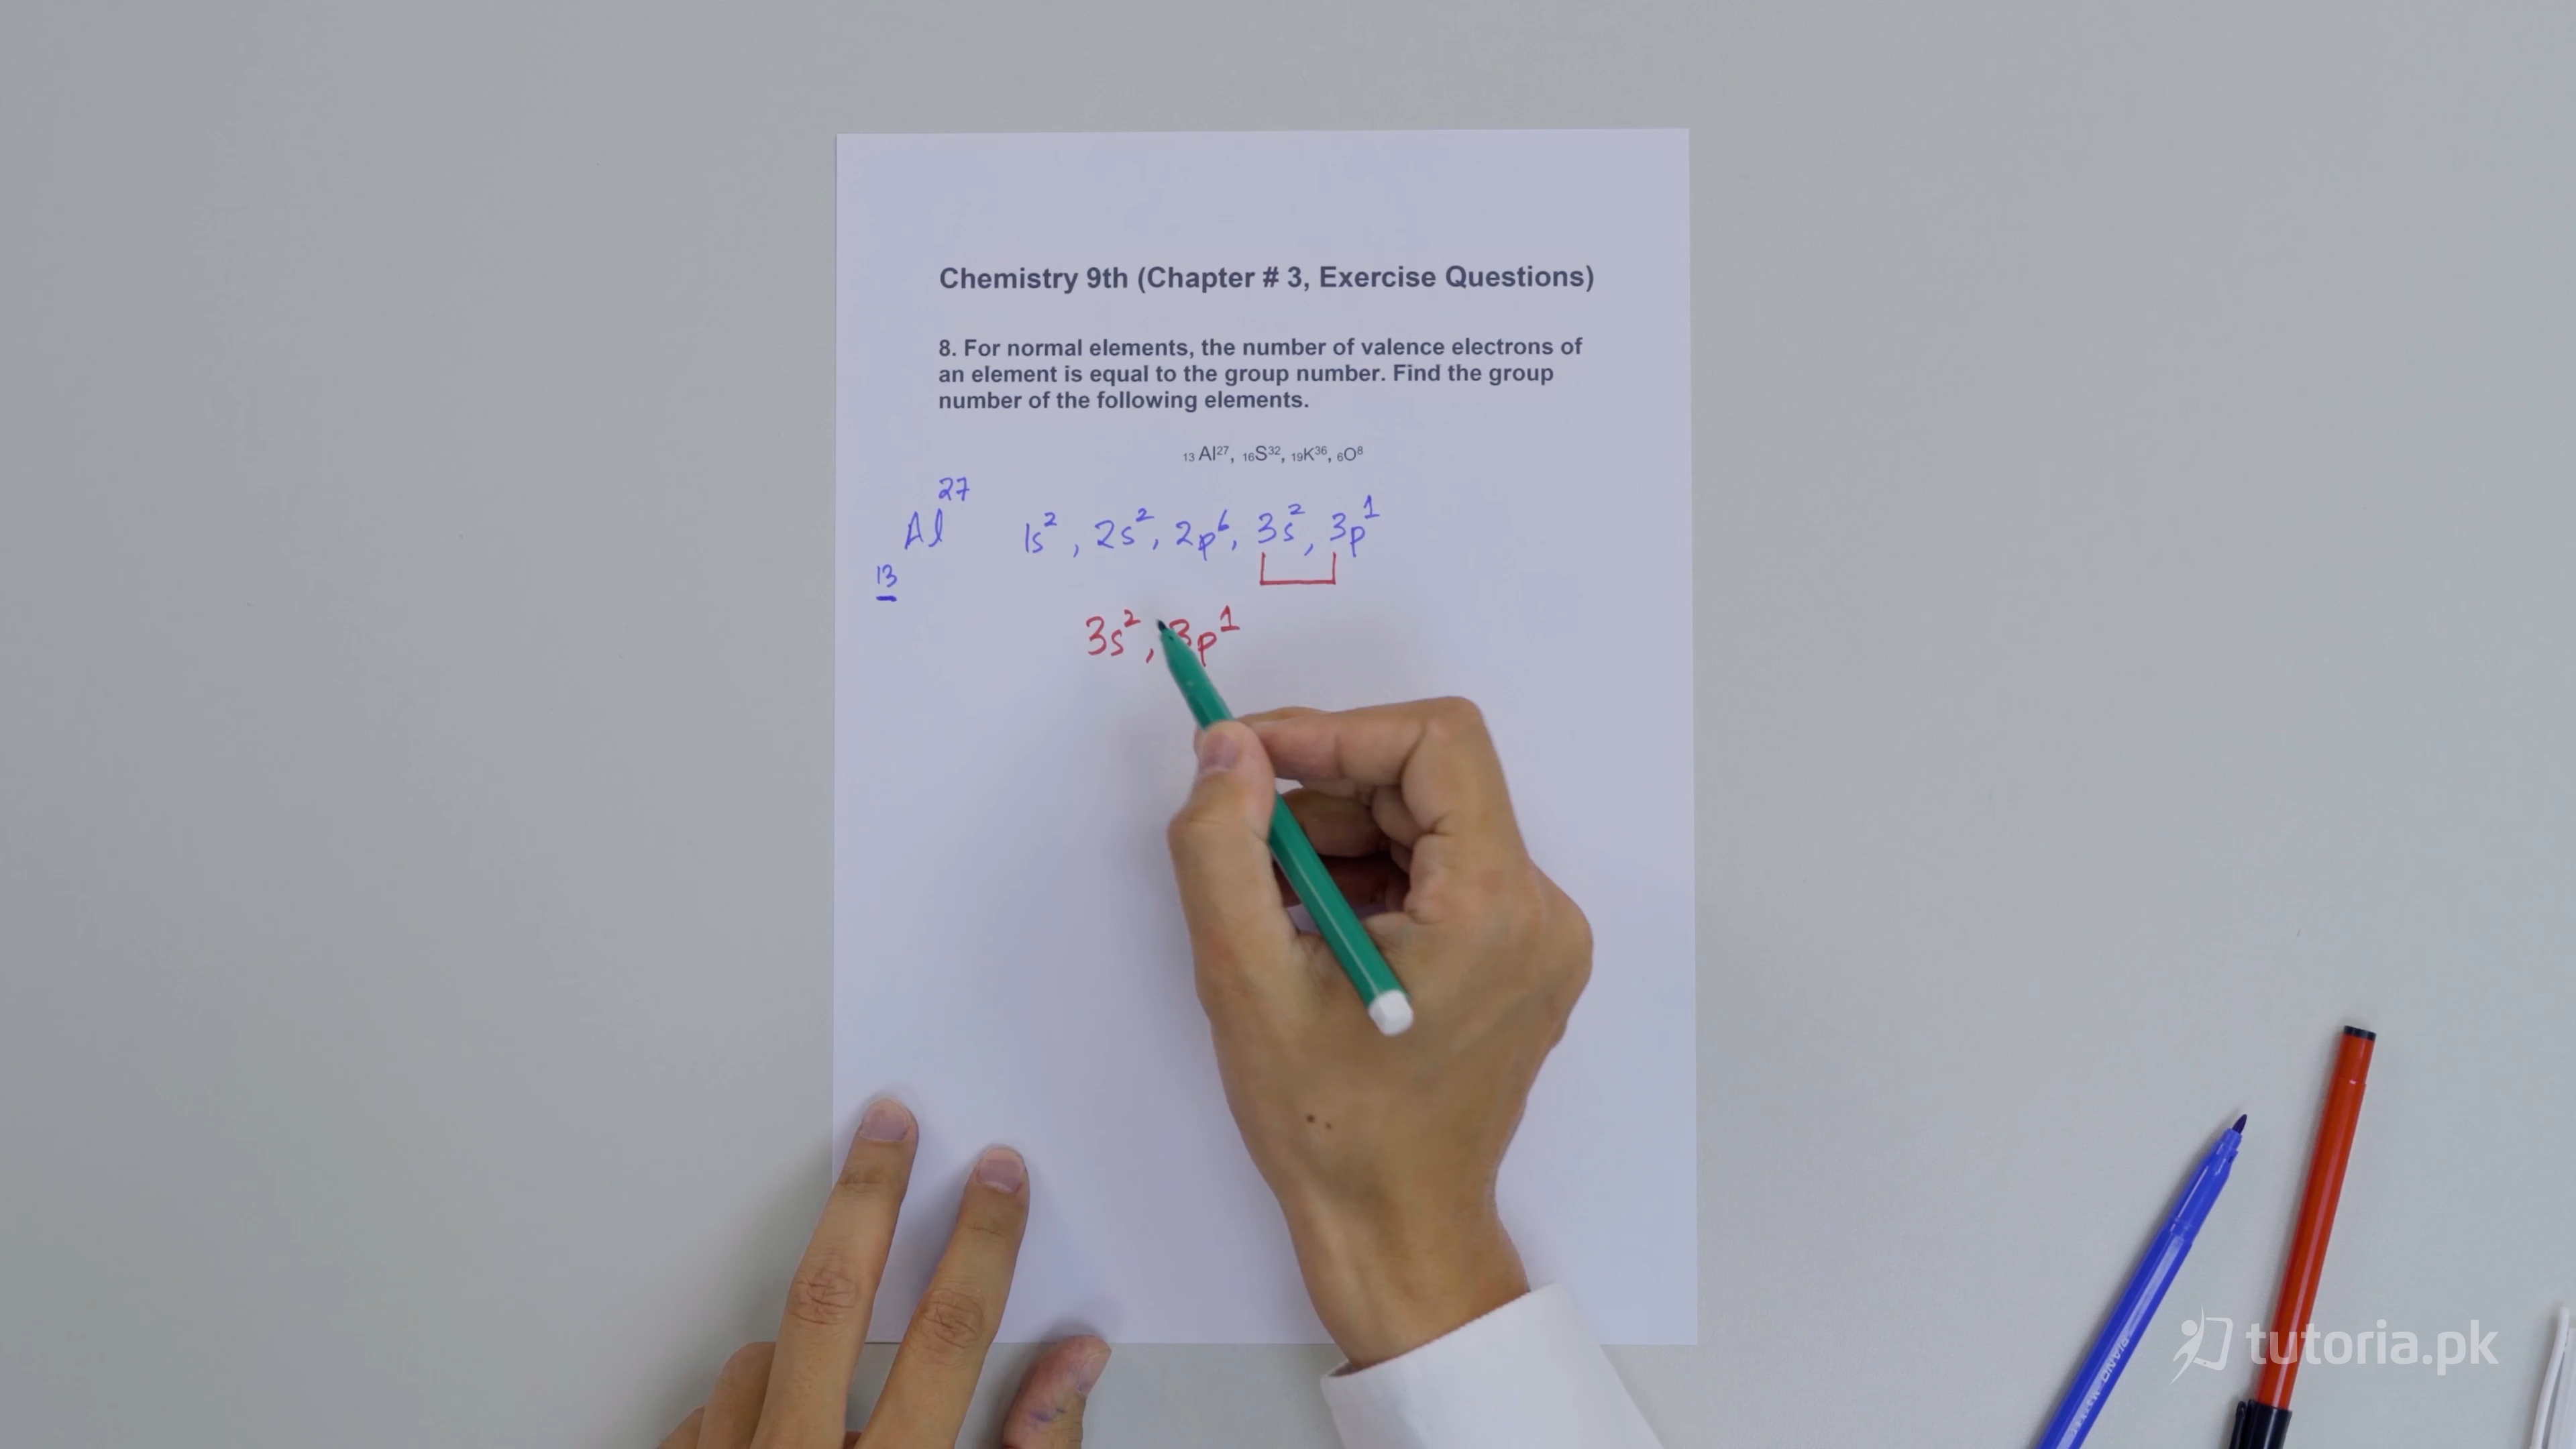 Chemistry 9th (Chapter # 3, Exercise Questions)
8. For normal elements, the number of valence electrons of
an element is equal to the group number. Find the group
number of the following elements.
₁₃ Al²⁷, ₁₆S³², ₁₉K³⁶, ₆O⁸
27
Al 1s², 2s², 2p⁶, 3s², 3p¹
13
3s², 3p¹
tutoria.pk